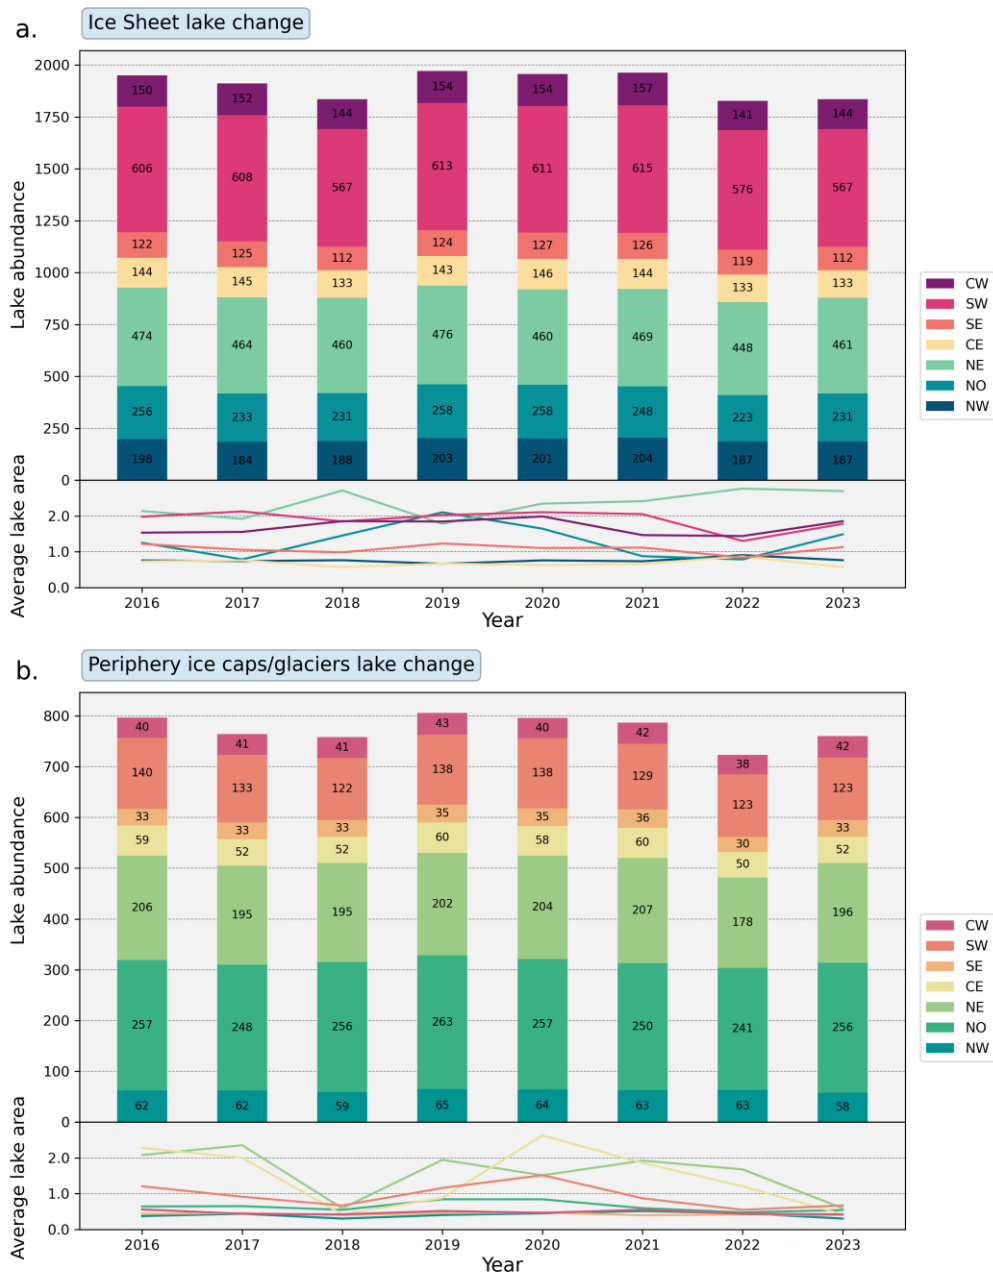 a.
Ice Sheet lake change
Lake abundance
2000
1750
1500
1250
1000
750
500
250
0
150 152 144 154 154 157 141 144
606 608 567 613 611 615 576 567
122 125 112 124 127 126 119 112
144 145 133 143 146 144 133 133
474 464 460 476 460 469 448 461
256 233 231 258 258 248 223 231
198 184 188 203 201 204 187 187
CW
SW
SE
CE
NE
NO
NW
Average lake area
2.0
1.0
0.0
2016 2017 2018 2019 2020 2021 2022 2023
Year
b.
Periphery ice caps/glaciers lake change
Lake abundance
800
700
600
500
400
300
200
100
0
40 41 41 43 40 42 38 42
140 133 122 138 138 129 123 123
33 33 33 35 35 36 30 33
59 52 52 60 58 60 50 52
206 195 195 202 204 207 178 196
257 248 256 263 257 250 241 256
62 62 59 65 64 63 63 58
CW
SW
SE
CE
NE
NO
NW
Average lake area
2.0
1.0
0.0
2016 2017 2018 2019 2020 2021 2022 2023
Year